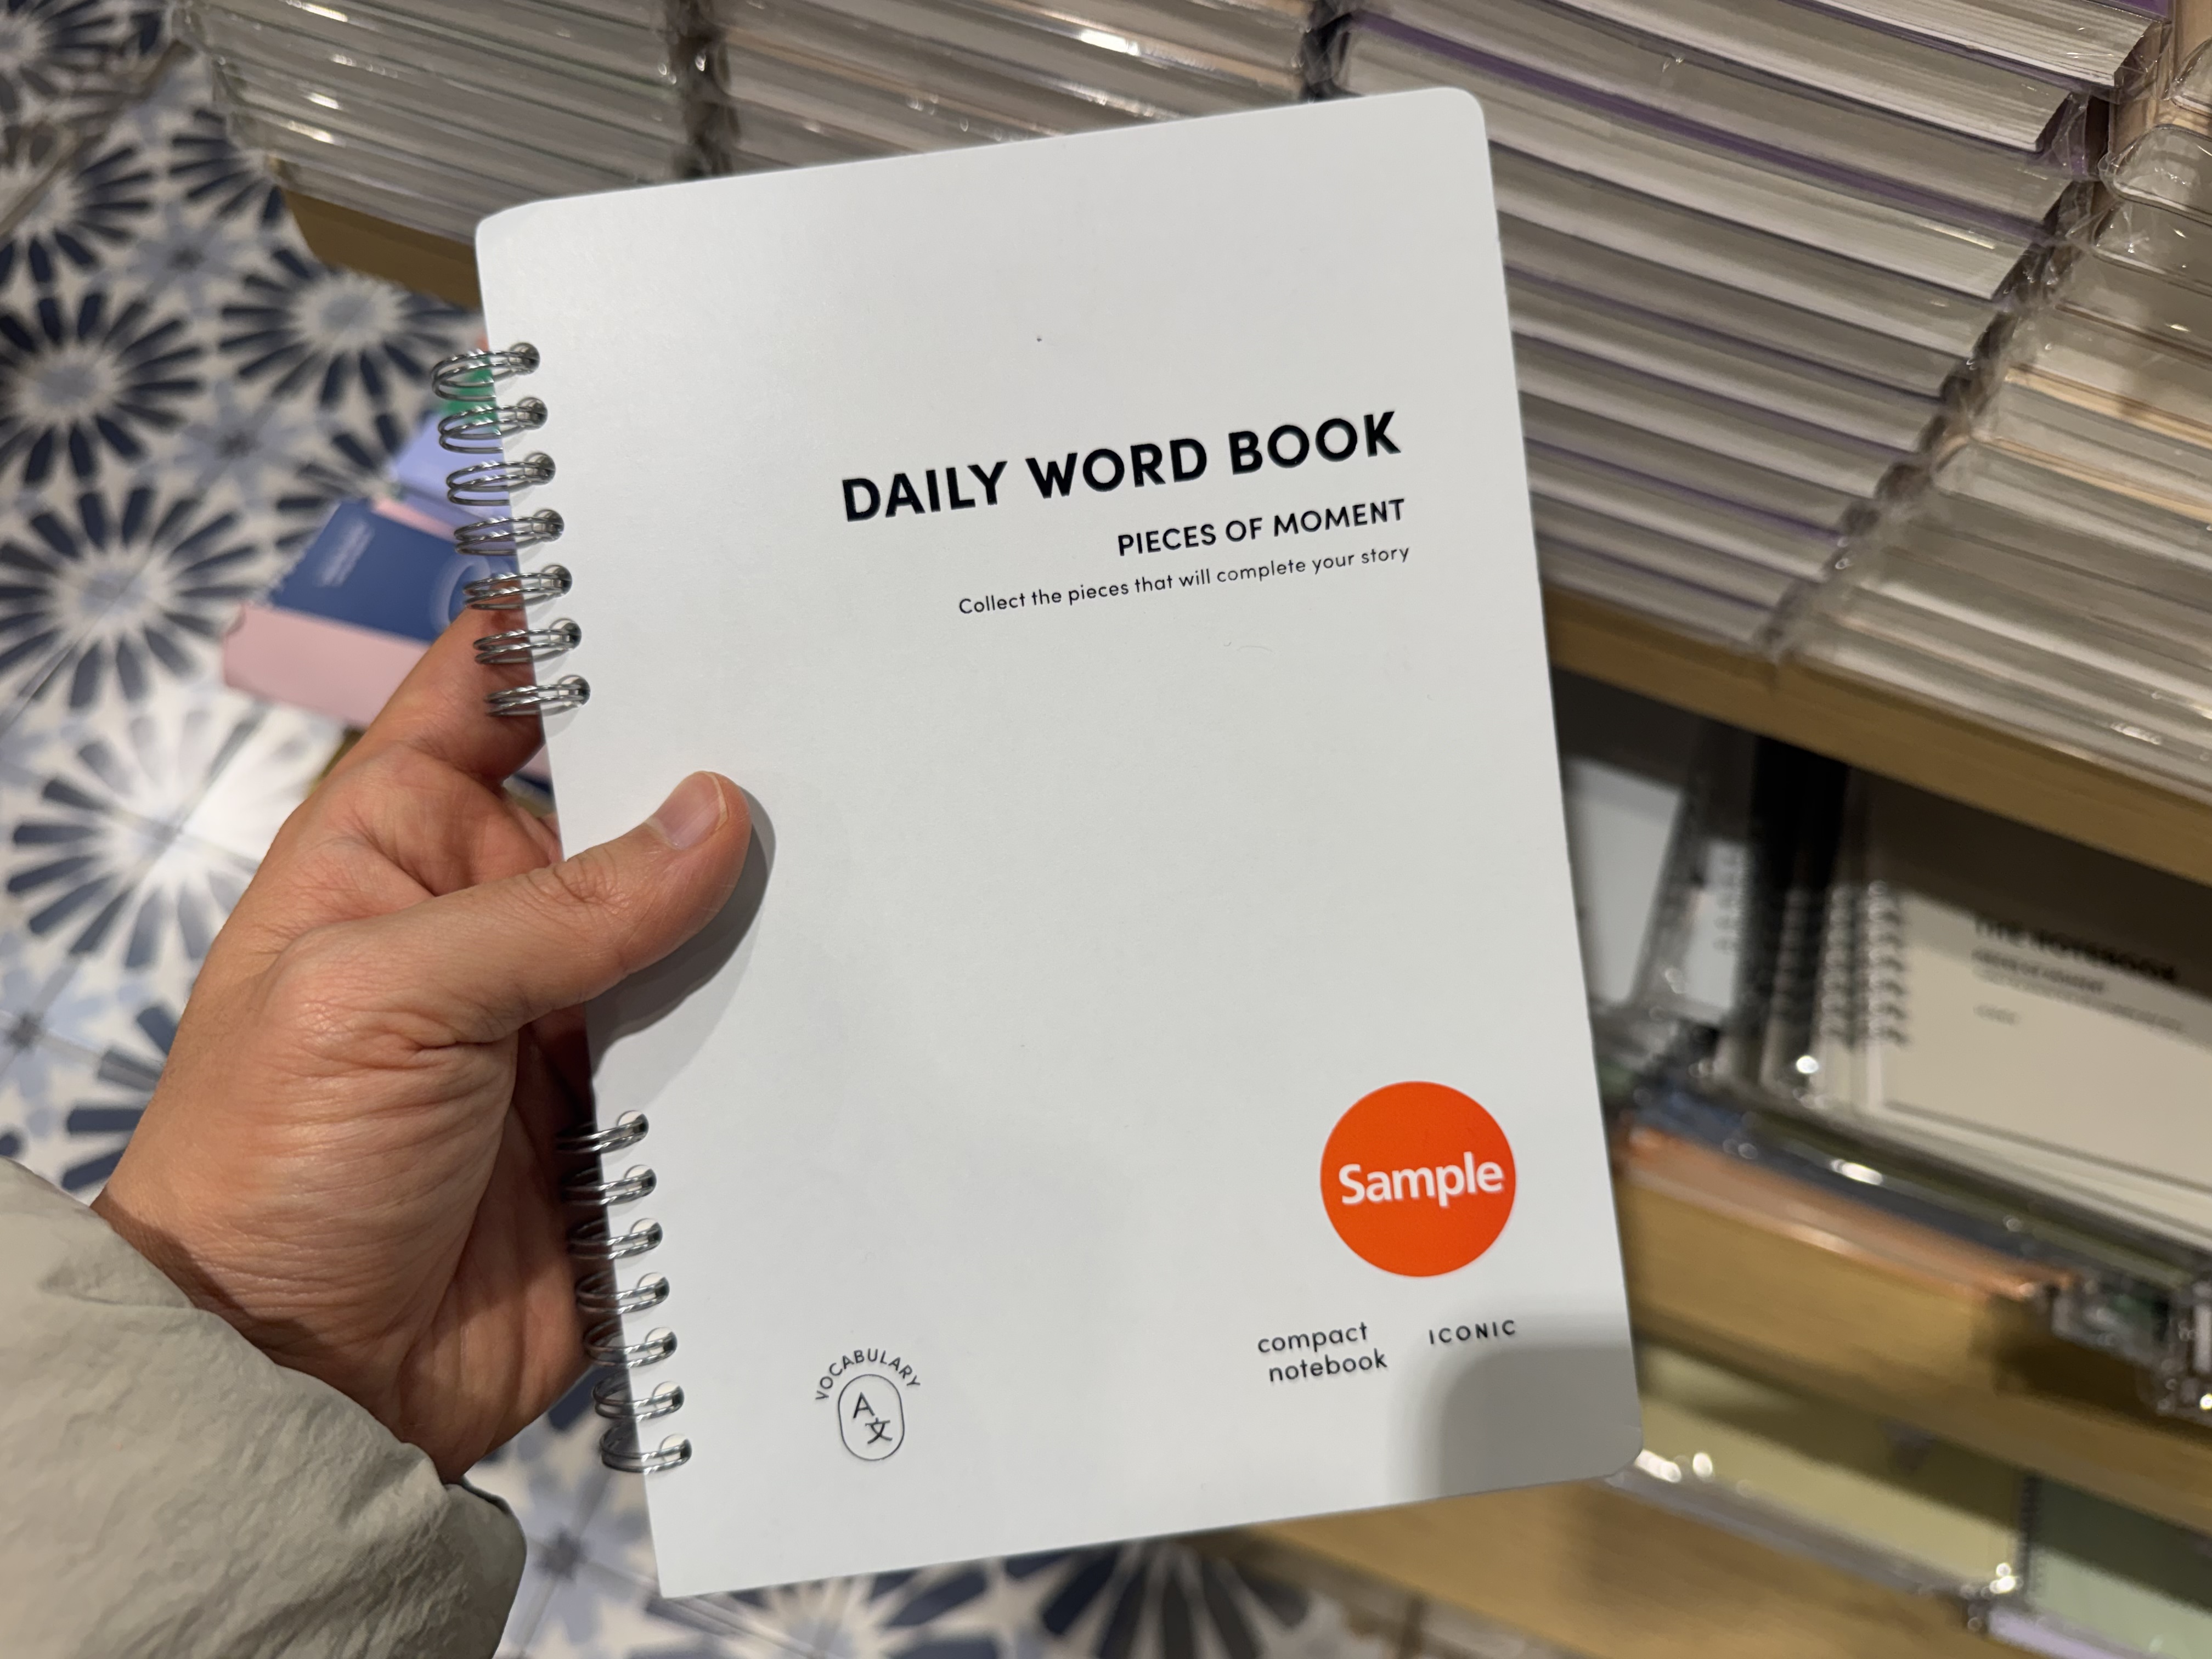 DAILY WORD BOOK
PIECES OF MOMENT
Collect the pieces that will complete your story
Sample
compact
notebook
ICONIC
VOCABULARY
A
文